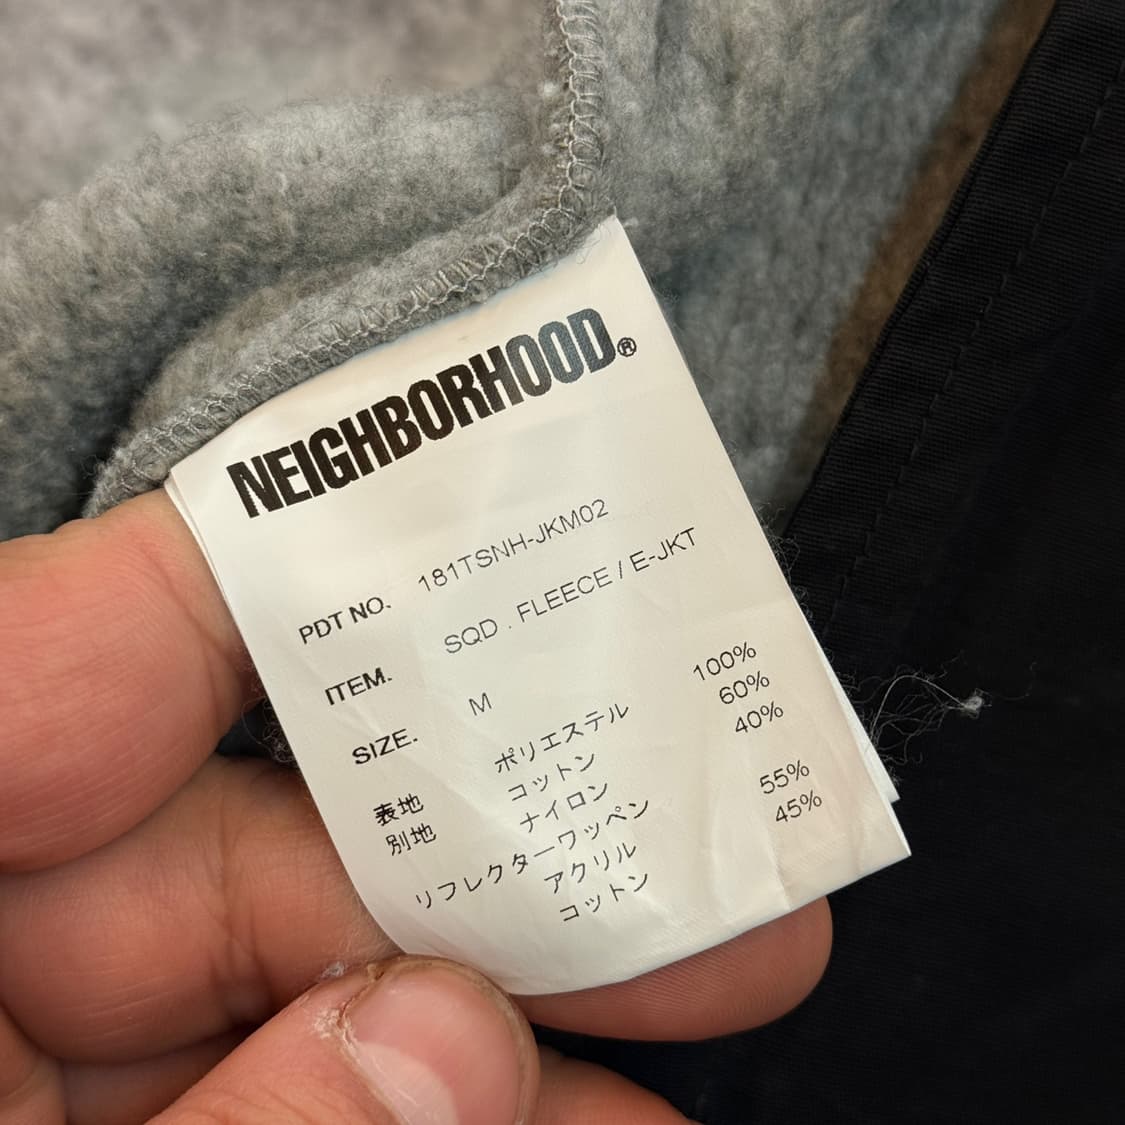 NEIGHBORHOOD®
PDT NO. 181TSNH-JKM02
ITEM. SQD . FLEECE / E-JKT
SIZE. M
表地 ポリエステル 100%
別地 コットン 60%
ナイロン 40%
リフレクターワッペン
アクリル 55%
コットン 45%